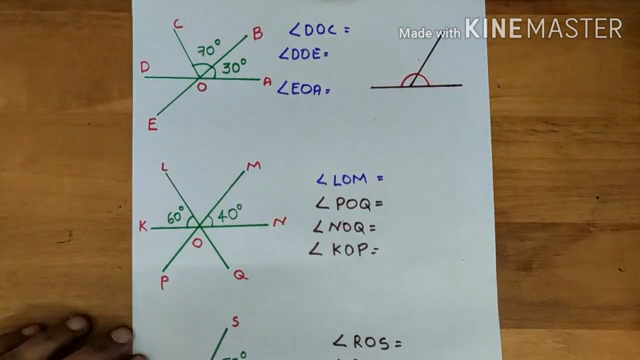 Made with KINEMASTER
C
B
70°
30°
D
O
A
E
∠DOC =
∠DOE=
∠EOA=
L
M
60°
40°
K
O
N
P
Q
∠LOM =
∠POQ=
∠NOQ=
∠KOP=
S
∠ROS=